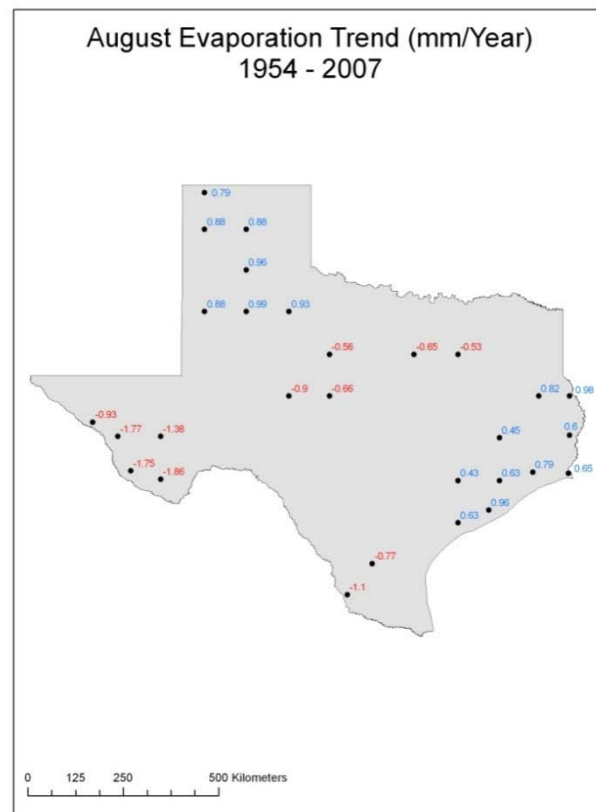 August Evaporation Trend (mm/Year)
1954 - 2007
0.79
0.88 0.88
0.96
0.88 0.99 0.93
-0.56 -0.65 -0.53
-0.9 -0.66 0.82 0.98
-0.93
-1.77 -1.38 0.45 0.6
-1.75 -1.86 0.43 0.63 0.79 0.65
0.63 0.96
-0.77
-1.1
0 125 250 500 Kilometers